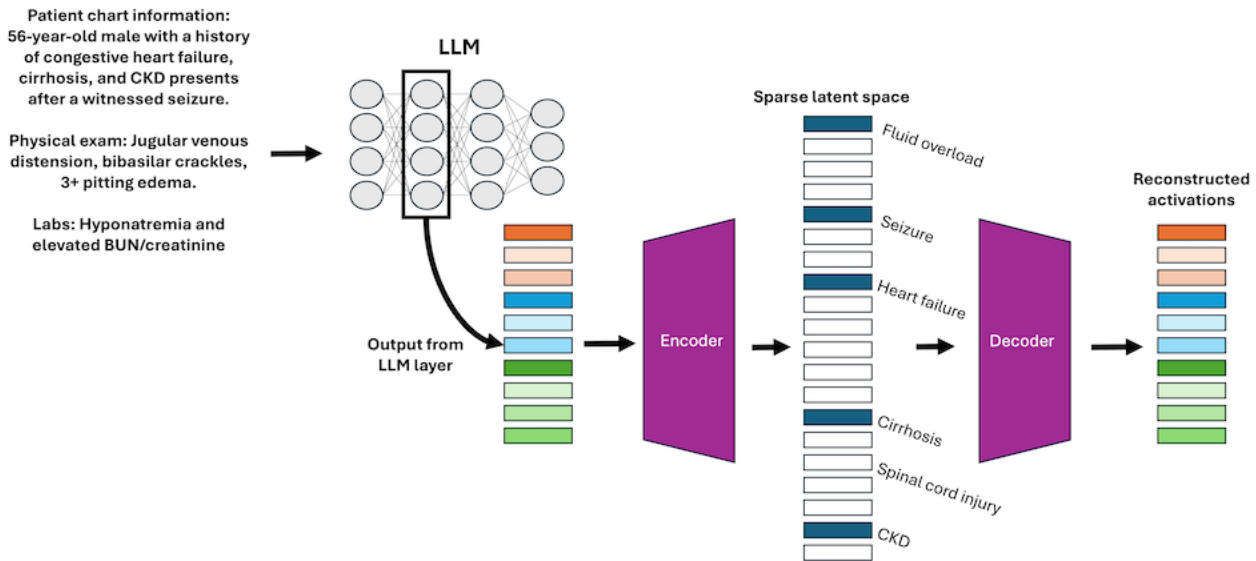 Patient chart information:
56-year-old male with a history
of congestive heart failure,
cirrhosis, and CKD presents
after a witnessed seizure.
Physical exam: Jugular venous
distension, bibasilar crackles,
3+ pitting edema.
Labs: Hyponatremia and
elevated BUN/creatinine
LLM
Output from
LLM layer
Encoder
Sparse latent space
Fluid overload
Seizure
Heart failure
Cirrhosis
Spinal cord injury
CKD
Decoder
Reconstructed
activations